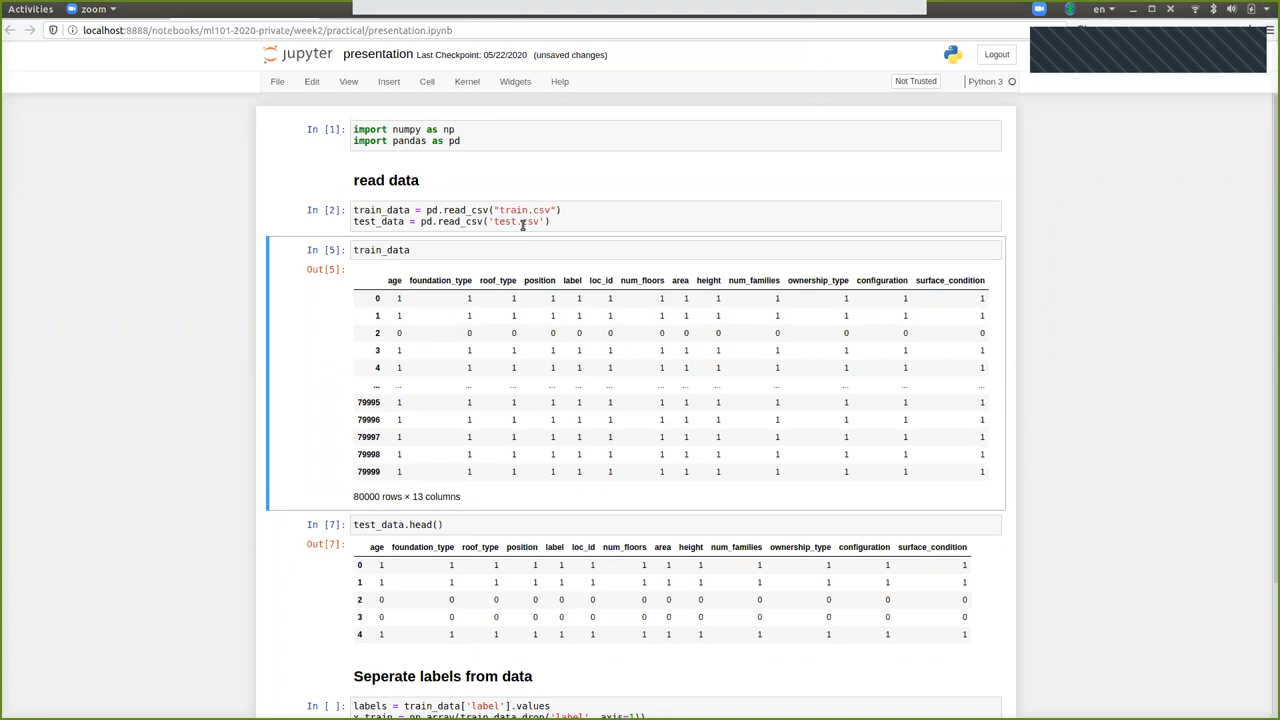 Activities zoom en
localhost:8888/notebooks/ml101-2020-private/week2/practical/presentation.ipynb
jupyter presentation Last Checkpoint: 05/22/2020 (unsaved changes) Logout
File Edit View Insert Cell Kernel Widgets Help Not Trusted Python 3
In [1]: import numpy as np
import pandas as pd
read data
In [2]: train_data = pd.read_csv("train.csv")
test_data = pd.read_csv('test.csv')
In [5]: train_data
Out[5]:
age foundation_type roof_type position label loc_id num_floors area height num_families ownership_type configuration surface_condition
0 1 1 1 1 1 1 1 1 1 1 1 1 1
1 1 1 1 1 1 1 1 1 1 1 1 1 1
2 0 0 0 0 0 0 0 0 0 0 0 0 0
3 1 1 1 1 1 1 1 1 1 1 1 1 1
4 1 1 1 1 1 1 1 1 1 1 1 1 1
... ... ... ... ... ... ... ... ... ... ... ... ... ...
79995 1 1 1 1 1 1 1 1 1 1 1 1 1
79996 1 1 1 1 1 1 1 1 1 1 1 1 1
79997 1 1 1 1 1 1 1 1 1 1 1 1 1
79998 1 1 1 1 1 1 1 1 1 1 1 1 1
79999 1 1 1 1 1 1 1 1 1 1 1 1 1
80000 rows × 13 columns
In [7]: test_data.head()
Out[7]:
age foundation_type roof_type position label loc_id num_floors area height num_families ownership_type configuration surface_condition
0 1 1 1 1 1 1 1 1 1 1 1 1 1
1 1 1 1 1 1 1 1 1 1 1 1 1 1
2 0 0 0 0 0 0 0 0 0 0 0 0 0
3 0 0 0 0 0 0 0 0 0 0 0 0 0
4 1 1 1 1 1 1 1 1 1 1 1 1 1
Seperate labels from data
In [ ]: labels = train_data['label'].values
x_train = np.array(train_data.drop('label', axis=1))